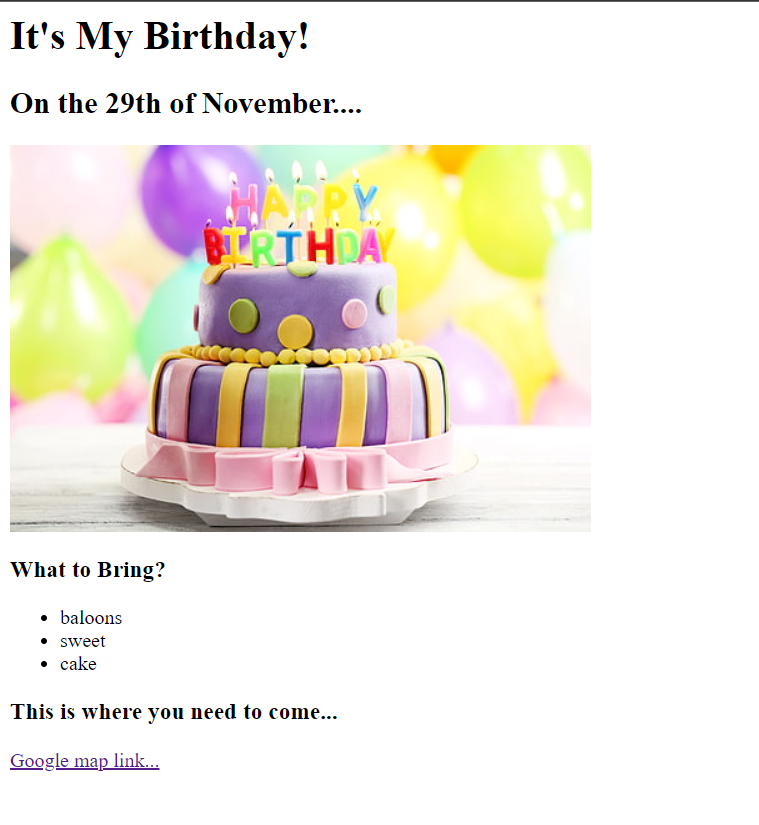 It's My Birthday!
On the 29th of November....
HAPPY
BIRTHDAY
What to Bring?
baloons
sweet
cake
This is where you need to come...
Google map link...